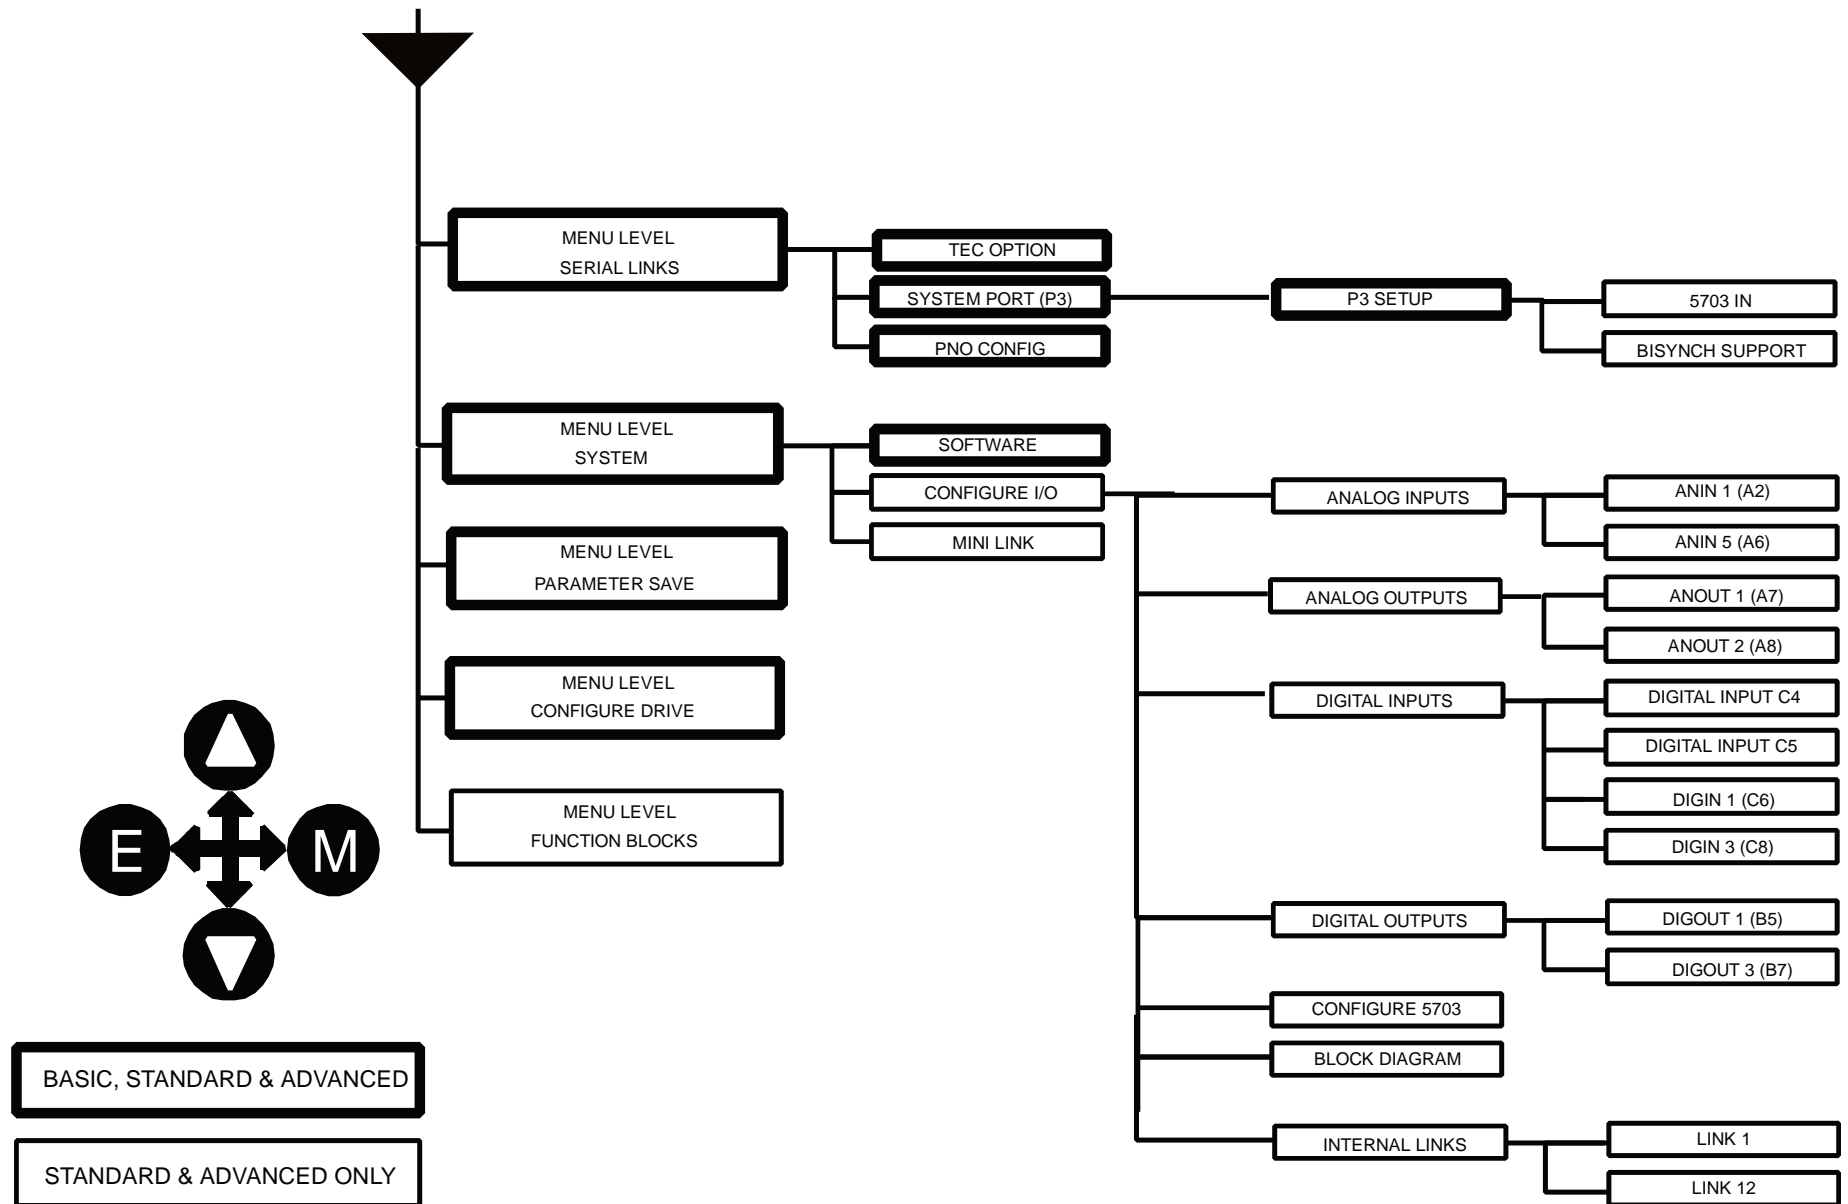 MENU LEVEL
SERIAL LINKS
TEC OPTION
SYSTEM PORT (P3)
PNO CONFIG
P3 SETUP
5703 IN
BISYNCH SUPPORT
MENU LEVEL
SYSTEM
SOFTWARE
CONFIGURE I/O
MINI LINK
ANALOG INPUTS
ANIN 1 (A2)
ANIN 5 (A6)
ANALOG OUTPUTS
ANOUT 1 (A7)
ANOUT 2 (A8)
DIGITAL INPUTS
DIGITAL INPUT C4
DIGITAL INPUT C5
DIGIN 1 (C6)
DIGIN 3 (C8)
DIGITAL OUTPUTS
DIGOUT 1 (B5)
DIGOUT 3 (B7)
CONFIGURE 5703
BLOCK DIAGRAM
INTERNAL LINKS
LINK 1
LINK 12
MENU LEVEL
PARAMETER SAVE
MENU LEVEL
CONFIGURE DRIVE
MENU LEVEL
FUNCTION BLOCKS
E
M
BASIC, STANDARD & ADVANCED
STANDARD & ADVANCED ONLY